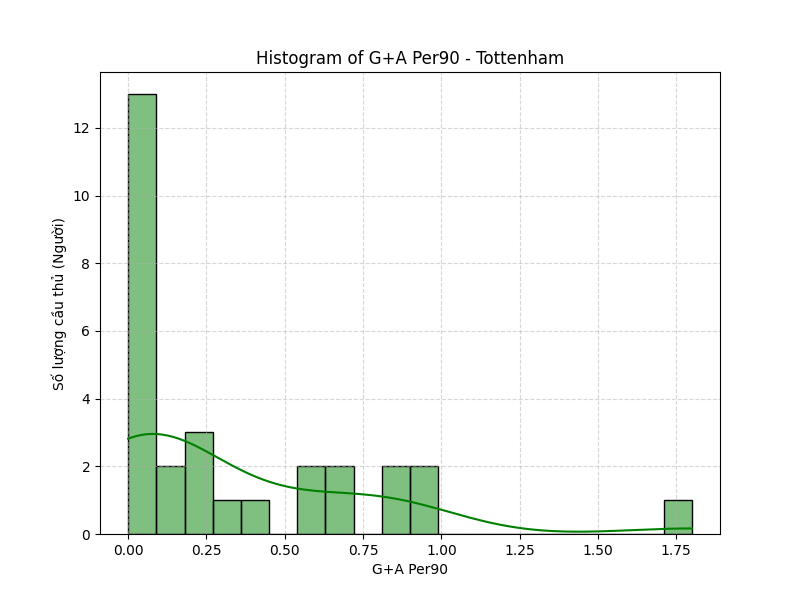 Histogram of G+A Per90 - Tottenham
Số lượng cầu thủ (Người)
12
10
8
6
4
2
0
0.00 0.25 0.50 0.75 1.00 1.25 1.50 1.75
G+A Per90